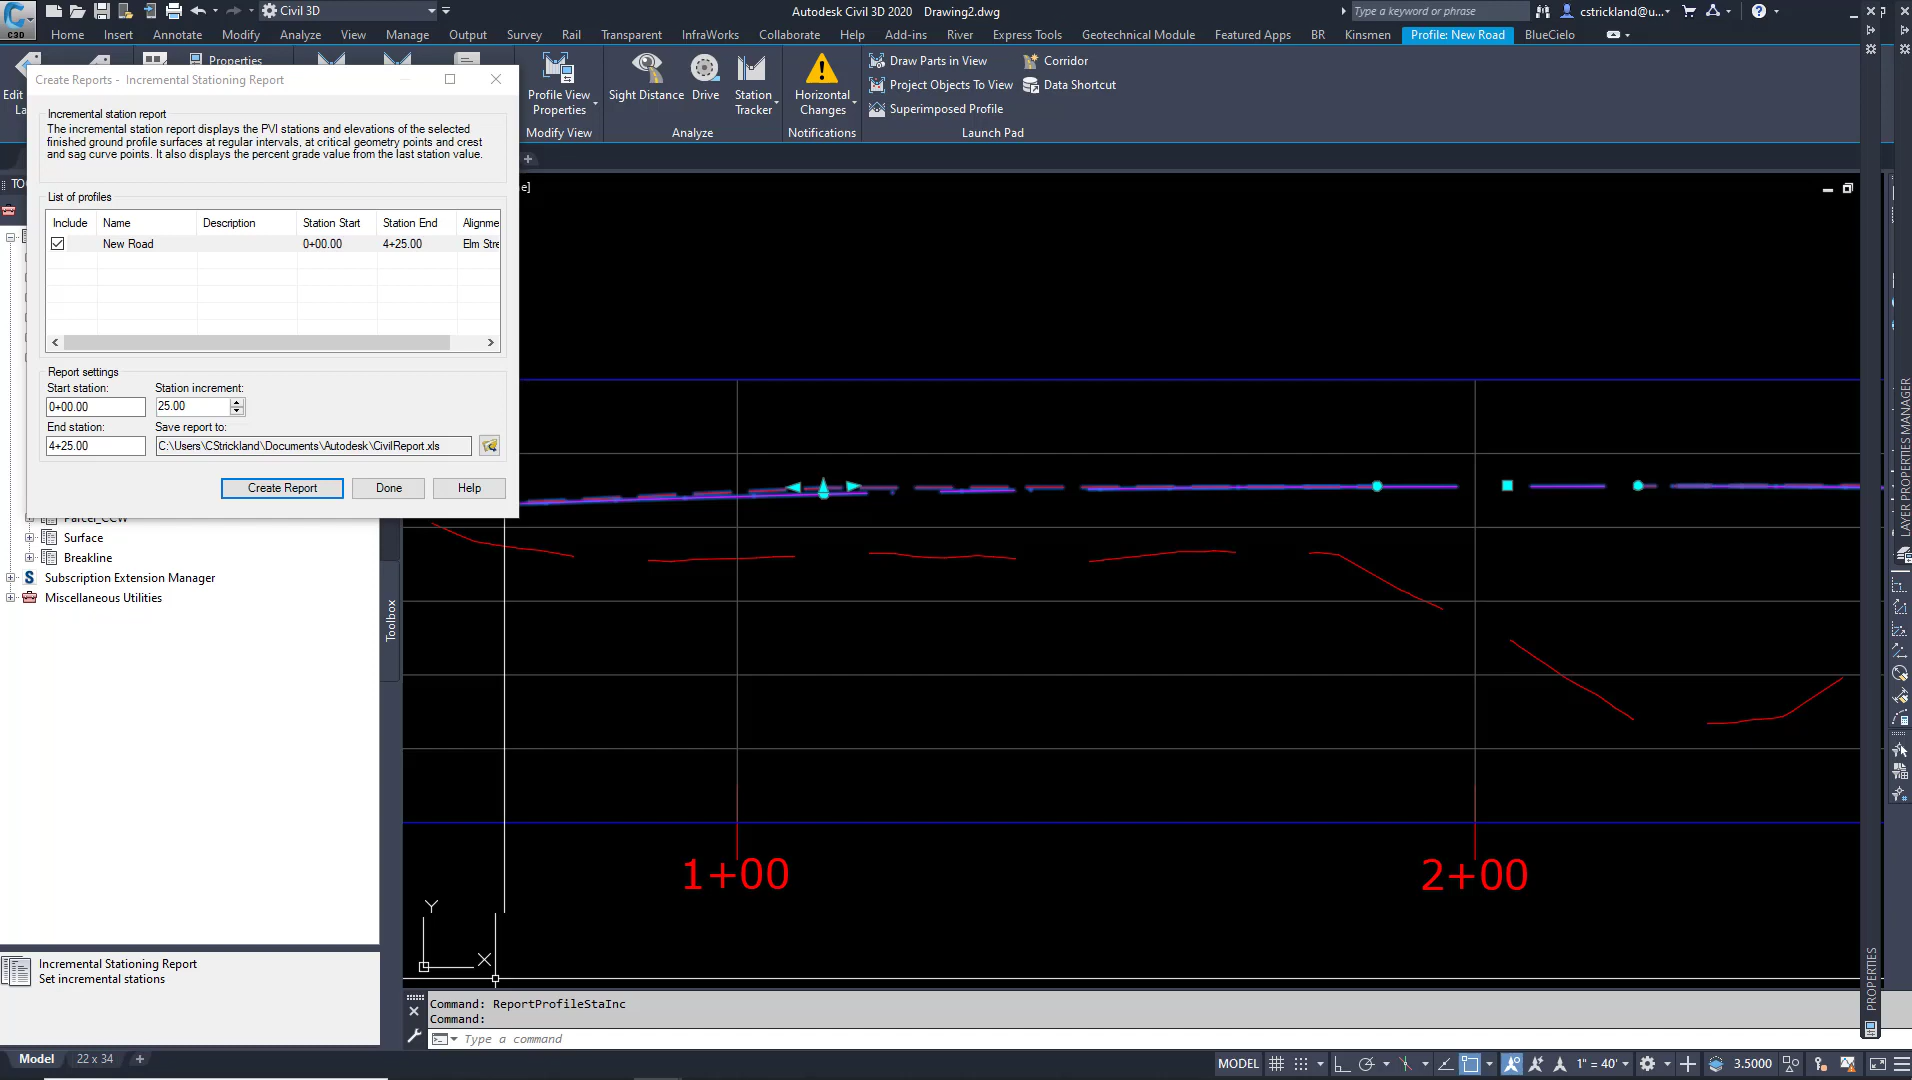 Civil 3D
Autodesk Civil 3D 2020 Drawing2.dwg
Type a keyword or phrase
cstrickland@u...
C3D
Home Insert Annotate Modify Analyze View Manage Output Survey Rail Transparent InfraWorks Collaborate Help Add-ins River Express Tools Geotechnical Module Featured Apps BR Kinsmen Profile: New Road BlueCielo
Edit
Properties
Profile View
Properties
Modify View
Sight Distance
Drive
Station
Tracker
Analyze
Horizontal
Changes
Notifications
Draw Parts in View
Project Objects To View
Superimposed Profile
Corridor
Data Shortcut
Launch Pad
Create Reports - Incremental Stationing Report
Incremental station report
The incremental station report displays the PVI stations and elevations of the selected
finished ground profile surfaces at regular intervals, at critical geometry points and crest
and sag curve points. It also displays the percent grade value from the last station value.
List of profiles
Include Name Description Station Start Station End Alignme
New Road 0+00.00 4+25.00 Elm Stre
Report settings
Start station: Station increment:
0+00.00 25.00
End station: Save report to:
4+25.00 C:\Users\CStrickland\Documents\Autodesk\CivilReport.xls
Create Report Done Help
TO
e]
Parcel_CCW
Surface
Breakline
Subscription Extension Manager
Miscellaneous Utilities
Toolbox
1+00
2+00
Y
X
LAYER PROPERTIES MANAGER
PROPERTIES
Incremental Stationing Report
Set incremental stations
Command: ReportProfileStaInc
Command:
Type a command
Model 22 x 34 +
MODEL 1" = 40' 3.5000